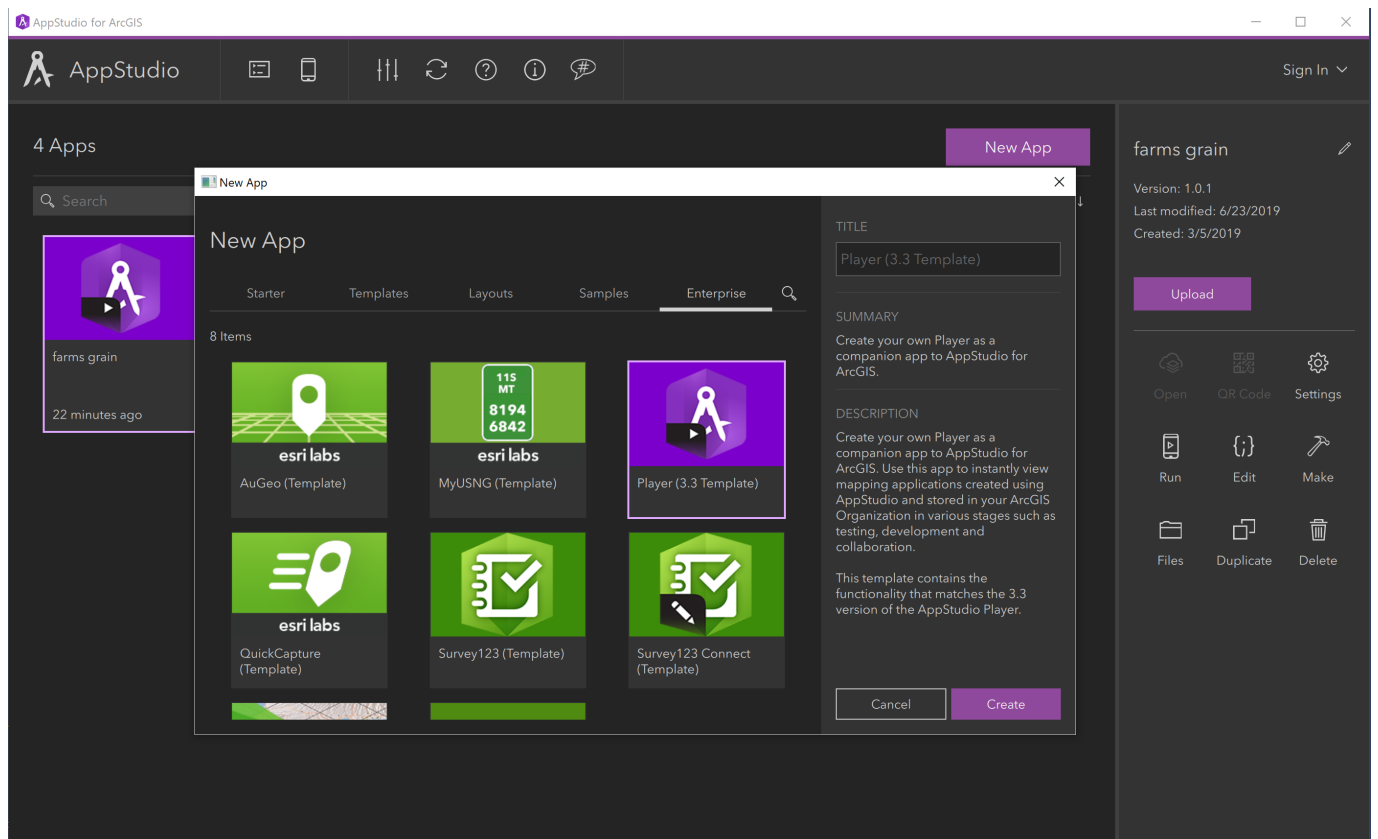 AppStudio for ArcGIS
AppStudio
Sign In
4 Apps
New App
Search
farms grain
22 minutes ago
New App
New App
Starter
Templates
Layouts
Samples
Enterprise
8 Items
esri labs
AuGeo (Template)
11S
MT
8194
6842
esri labs
MyUSNG (Template)
Player (3.3 Template)
esri labs
QuickCapture
(Template)
Survey123 (Template)
Survey123 Connect
(Template)
TITLE
Player (3.3 Template)
SUMMARY
Create your own Player as a
companion app to AppStudio for
ArcGIS.
DESCRIPTION
Create your own Player as a
companion app to AppStudio for
ArcGIS. Use this app to instantly view
mapping applications created using
AppStudio and stored in your ArcGIS
Organization in various stages such as
testing, development and
collaboration.
This template contains the
functionality that matches the 3.3
version of the AppStudio Player.
Cancel
Create
farms grain
Version: 1.0.1
Last modified: 6/23/2019
Created: 3/5/2019
Upload
Open
QR Code
Settings
Run
Edit
Make
Files
Duplicate
Delete